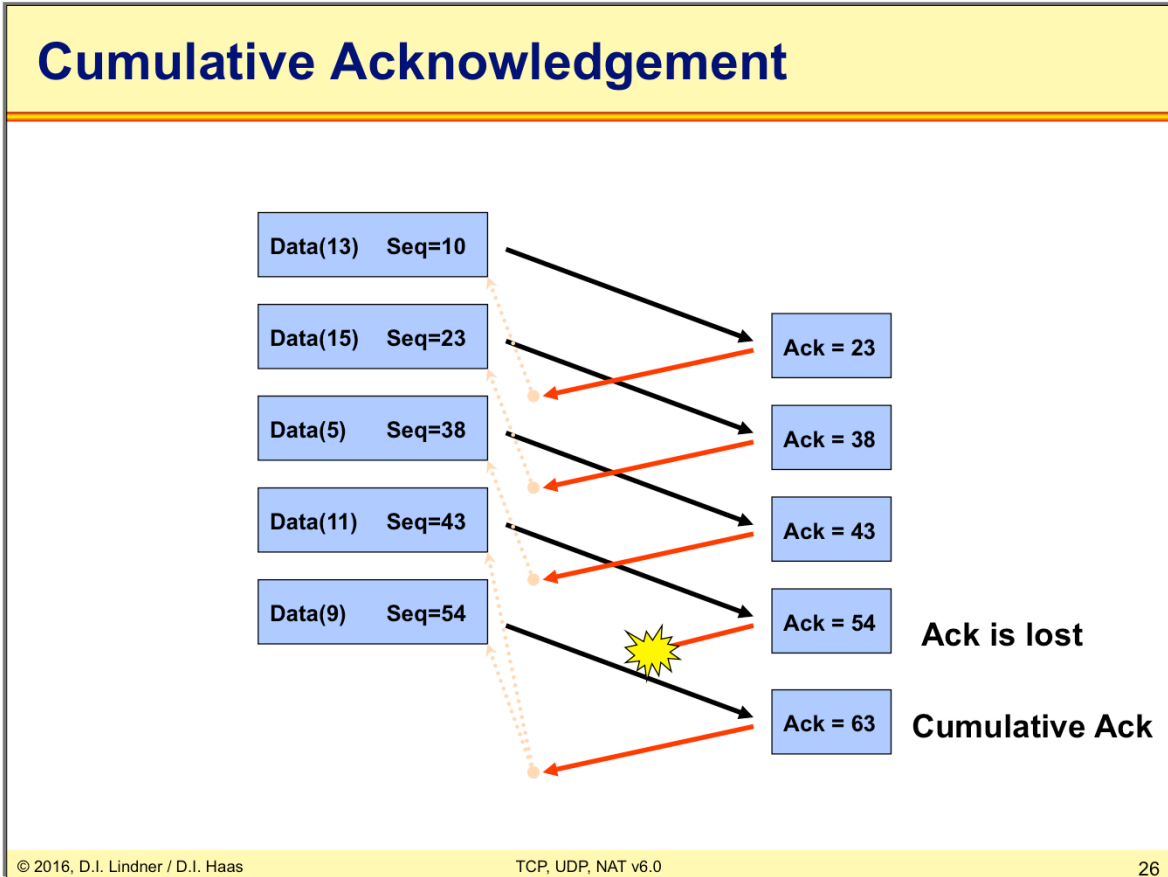 Cumulative Acknowledgement
Data(13) Seq=10
Data(15) Seq=23
Ack = 23
Data(5) Seq=38
Ack = 38
Data(11) Seq=43
Ack = 43
Data(9) Seq=54
Ack = 54
Ack is lost
Ack = 63
Cumulative Ack
© 2016, D.I. Lindner / D.I. Haas
TCP, UDP, NAT v6.0
26